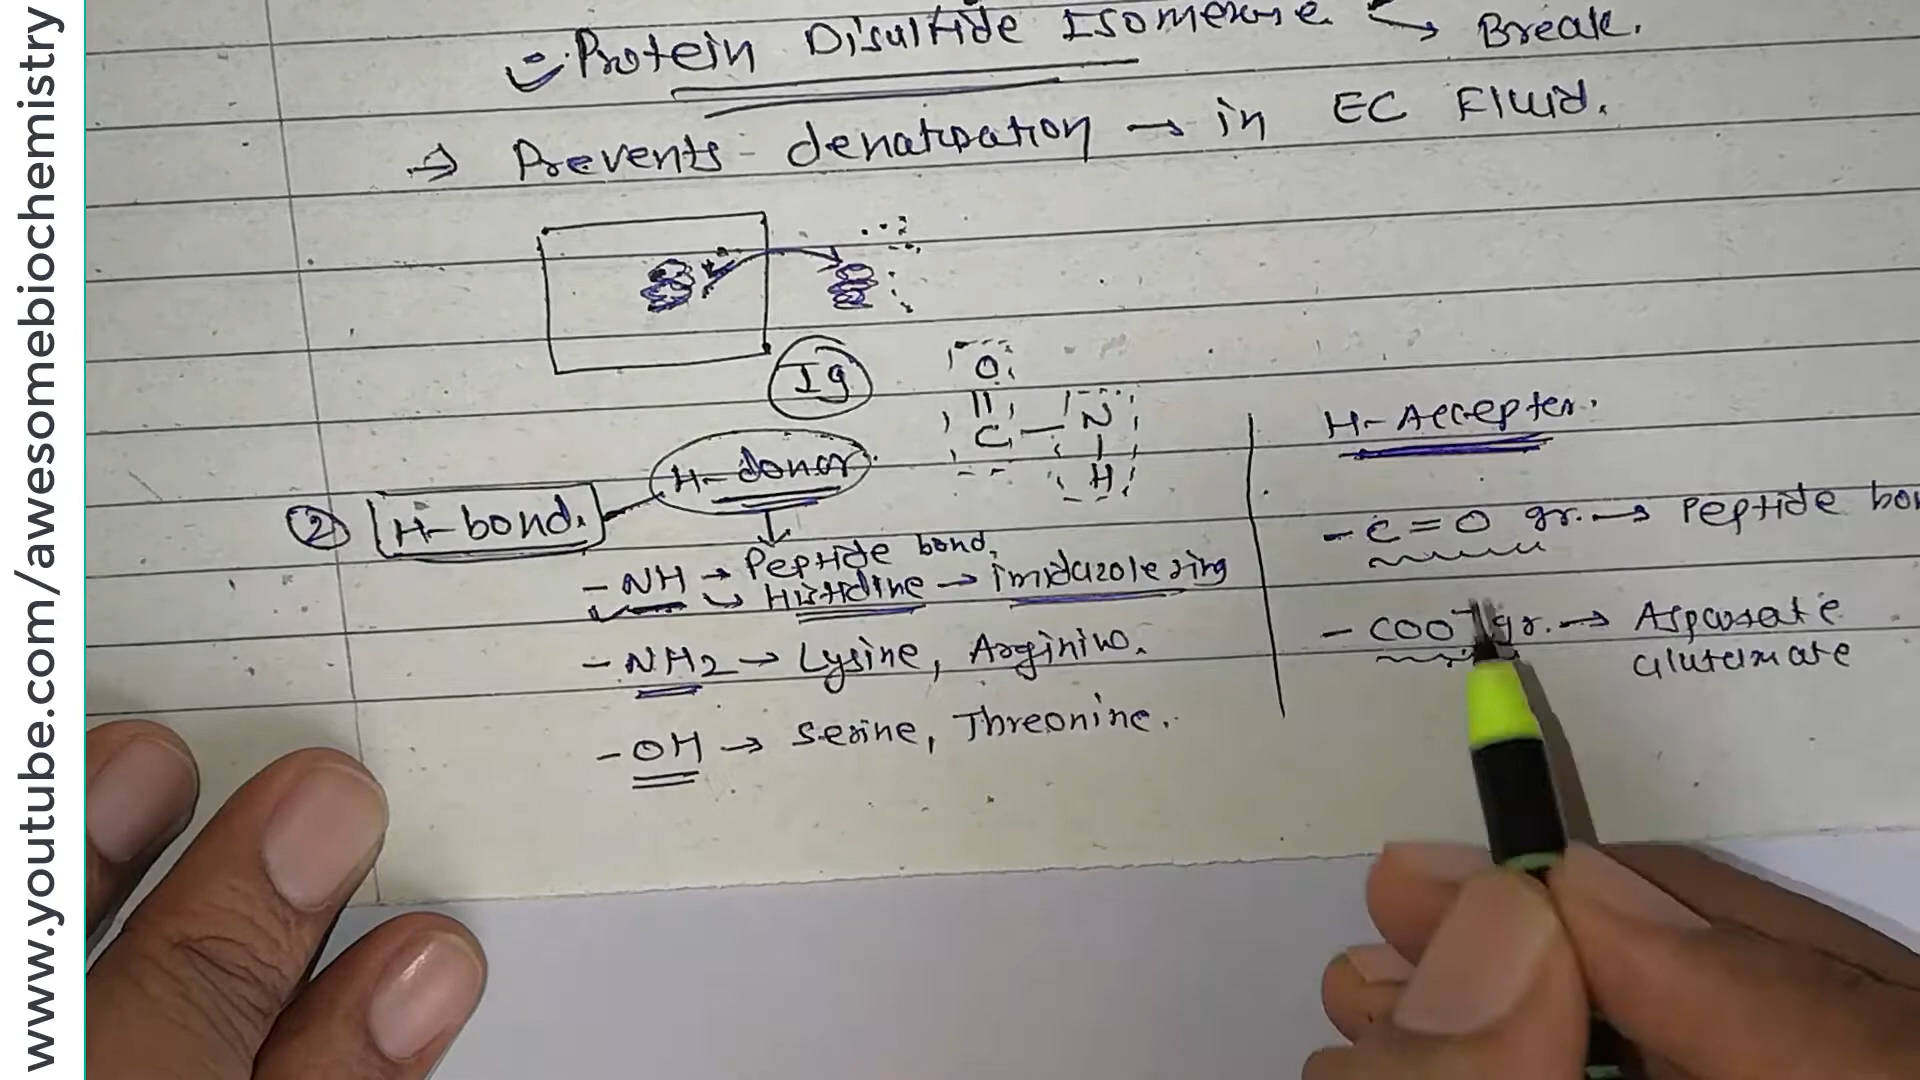 www.youtube.com/awesomebiochemistry
Protein Disulfide Isomerase → Break.
→ Prevents denaturation → in EC Fluid.
Ig
O
||
C — N
|
H
② H-bond. H-donor.
- NH → Peptide bond.
→ Histidine → imidazole ring
- NH2 → Lysine, Arginine.
- OH → Serine, Threonine.
H-Accepter.
- C=O gr. → Peptide bo
- COO⁻ gr. → Aspartate
Glutamate